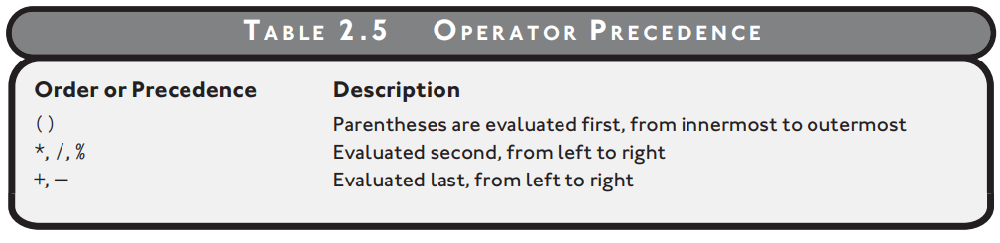 TABLE 2.5 OPERATOR PRECEDENCE
Order or Precedence Description
() Parentheses are evaluated first, from innermost to outermost
*, /, % Evaluated second, from left to right
+, — Evaluated last, from left to right